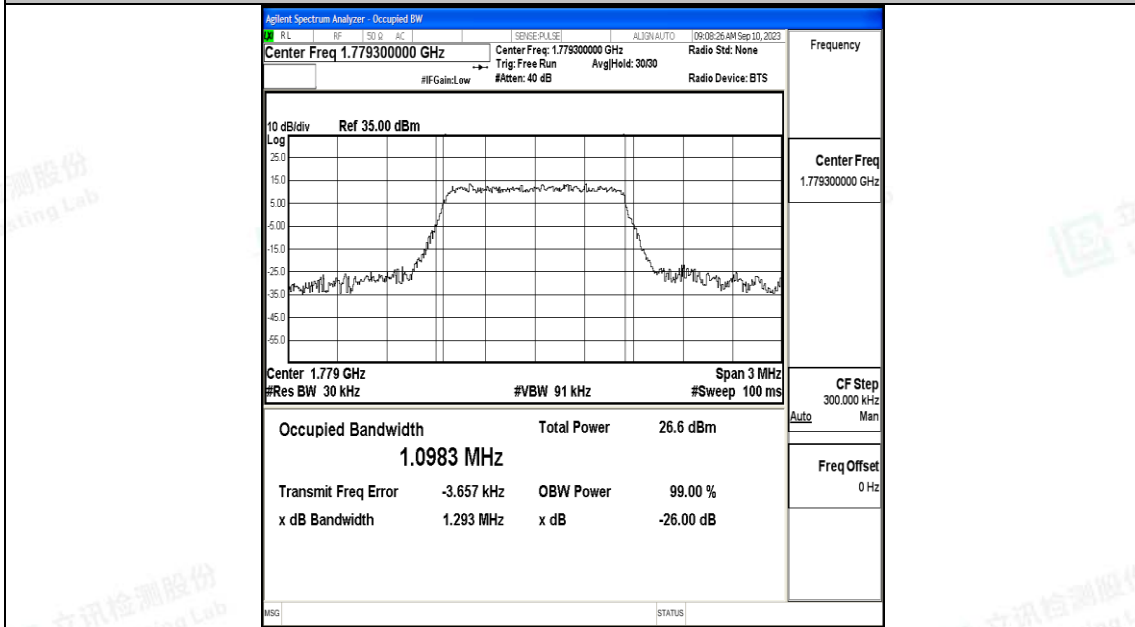 Agilent Spectrum Analyzer - Occupied BW
RL RF 50 Ω AC SENSE:PULSE ALIGN AUTO 09:08:26 AM Sep 10, 2023
Center Freq 1.779300000 GHz
Center Freq: 1.779300000 GHz
Radio Std: None
Trig: Free Run Avg|Hold: 30/30
#IFGain:Low
#Atten: 40 dB
Radio Device: BTS
Frequency
10 dB/div Ref 35.00 dBm
Log
25.0
15.0
5.00
-5.00
-15.0
-25.0
-35.0
-45.0
-55.0
Center Freq
1.779300000 GHz
Center 1.779 GHz Span 3 MHz
#Res BW 30 kHz #VBW 91 kHz #Sweep 100 ms
CF Step
300.000 kHz
Auto Man
Freq Offset
0 Hz
Occupied Bandwidth Total Power 26.6 dBm
1.0983 MHz
Transmit Freq Error -3.657 kHz OBW Power 99.00 %
x dB Bandwidth 1.293 MHz x dB -26.00 dB
MSG STATUS
立讯检测股份